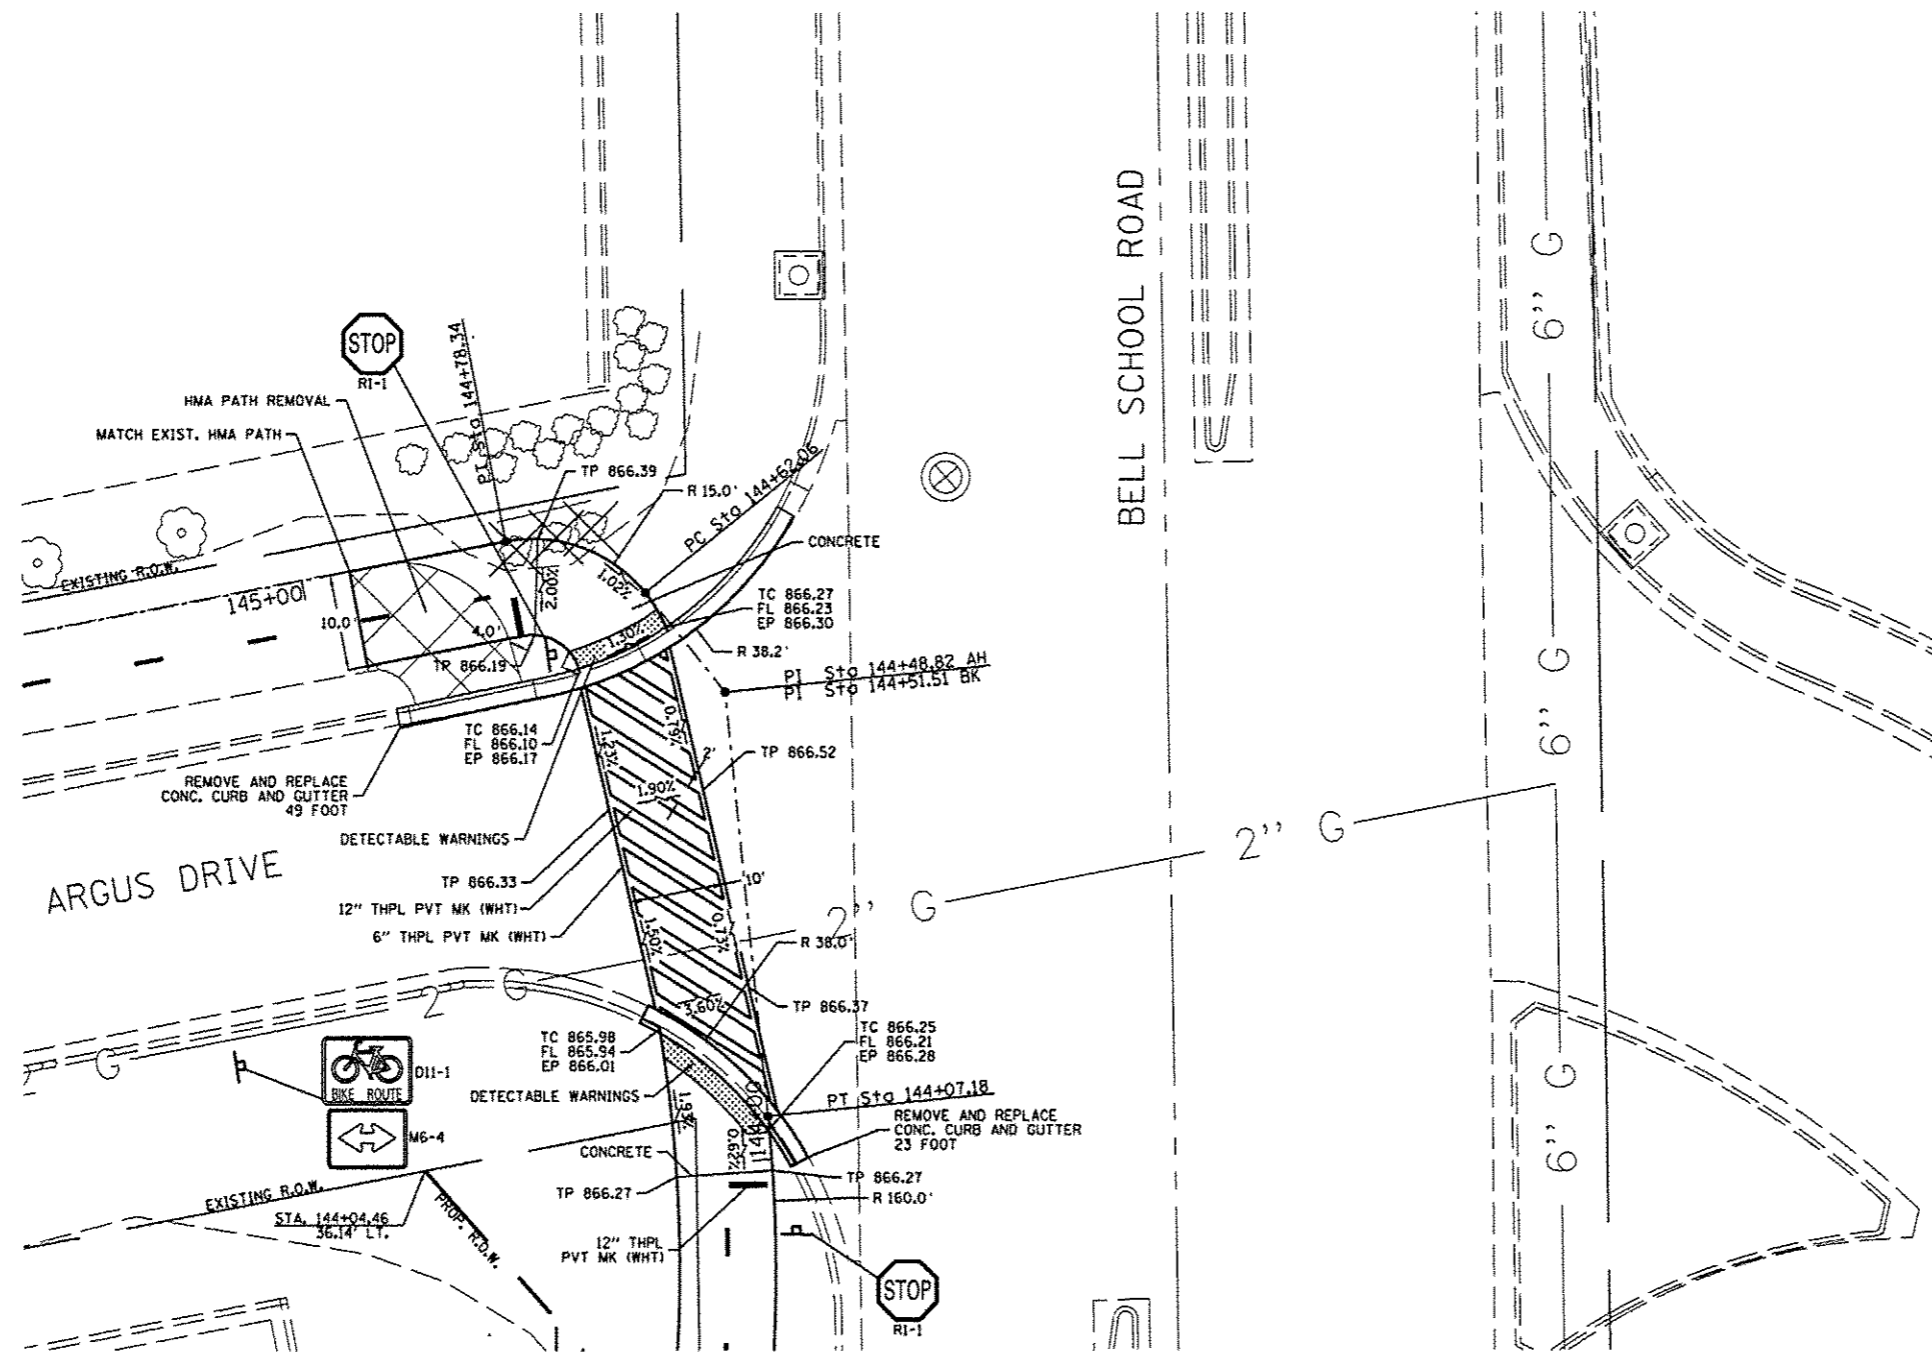 BELL SCHOOL ROAD
6" G
STOP
R1-1
PI Sta 144+78.34
HMA PATH REMOVAL
MATCH EXIST. HMA PATH
TP 866.39
R 15.0'
PC Sta 144+62.06
CONCRETE
EXISTING R.O.W.
145+00
10.0'
4.0'
2.00%
1.02%
TC 866.27
FL 866.23
EP 866.30
1.30%
TP 866.19
R 38.2'
PI Sta 144+48.82 AH
PI Sta 144+51.51 BK
6" G
TC 866.14
FL 866.10
EP 866.17
0.79%
1.23%
2'
TP 866.52
1.90%
REMOVE AND REPLACE
CONC. CURB AND GUTTER
49 FOOT
DETECTABLE WARNINGS
2" G
ARGUS DRIVE
TP 866.33
10'
12" THPL PVT MK (WHT)
2" G
6" THPL PVT MK (WHT)
1.50%
0.73%
R 38.0'
2 G
3.60%
TP 866.37
TC 865.98
FL 865.94
EP 866.01
TC 866.25
FL 866.21
EP 866.28
G
BIKE ROUTE
D11-1
DETECTABLE WARNINGS
6" G
PT Sta 144+07.18
M6-4
1.93%
0.62%
REMOVE AND REPLACE
CONC. CURB AND GUTTER
23 FOOT
CONCRETE
TP 866.27
TP 866.27
R 160.0'
EXISTING R.O.W.
STA. 144+04.46
36.14' LT.
PROP. R.O.W.
12" THPL
PVT MK (WHT)
STOP
R1-1